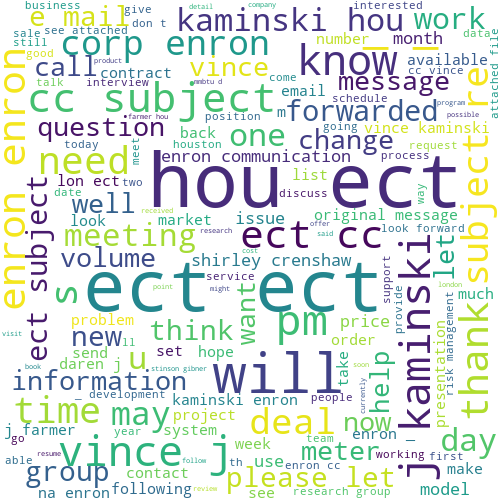 business
detail
company
interested
e mail
see attached
give
kaminski hou
work
sale
don t
data
still
good
corp enron
number
month
attached file
call
talk
interview
product
mmbtu d
come
know
available
contract
vince
email
cc vince
cc subject
message
re
position
m
schedule
program
farmer hou
forwarded
possible
question
one
going
vince kaminski
back
change
process
today
houston
meet
request
need
enron communication
date
lon ect
two
list
way
hou ect
discuss
original message
received
well
look
market
issue
offer
look forward
research
said
meeting
ect cc
let
enron enron
ect subject
volume
shirley crenshaw
cost
support
much
s
ect ect
service
want
might
london
subject
point
problem
think
pm
price
provide
risk management
new
ll
order
visit
send
daren j
u
set
hope
take
help
presentation
book
stinson gibner
soon
information
will
currently
j kaminski
thank
_ development
kaminski enron
people
time
may
project
deal
now
day
j farmer
year
system
team
enron _
go
vince j
week
meter
working
first
able
resume
th
use
enron cc
make
group
contact
follow
please let
na enron
following
see
research group
review
model